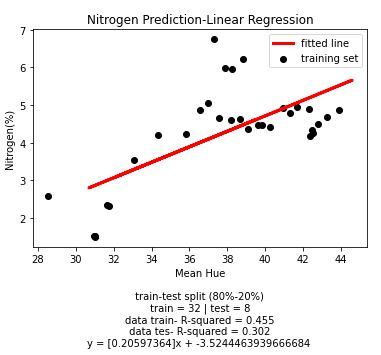 Nitrogen Prediction-Linear Regression
7
6
5
4
3
2
Nitrogen(%)
fitted line
training set
28 30 32 34 36 38 40 42 44
Mean Hue
train-test split (80%-20%)
train = 32 | test = 8
data train- R-squared = 0.455
data tes- R-squared = 0.302
y = [0.20597364]x + -3.5244463939666684